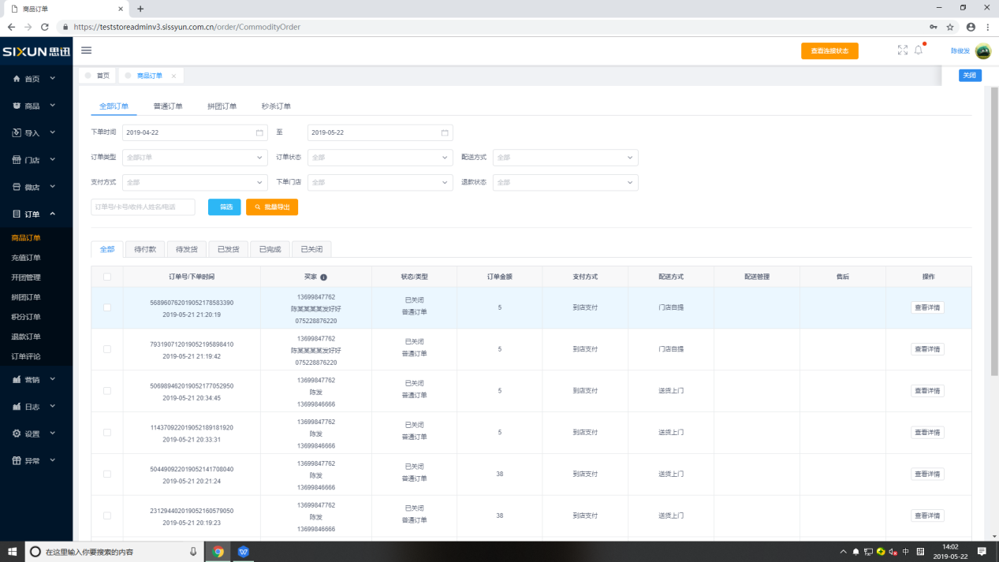 商品订单
https://teststoreadminv3.sissyun.com.cn/order/CommodityOrder
SIXUN思迅
查看连接状态
陈俊发
首页
商品订单
关闭
首页
商品
导入
门店
微店
订单
商品订单
充值订单
开团管理
拼团订单
积分订单
退款订单
订单评论
营销
日志
设置
异常
全部订单 普通订单 拼团订单 秒杀订单
下单时间 2019-04-22 至 2019-05-22
订单类型 全部订单 订单状态 全部 配送方式 全部
支付方式 全部 下单门店 全部 退款状态 全部
订单号/卡号/收件人姓名/电话 筛选 批量导出
全部 待付款 待发货 已发货 已完成 已关闭
订单号/下单时间 买家 状态/类型 订单金额 支付方式 配送方式 配送管理 售后 操作
568960762019052178583390
2019-05-21 21:20:19
13699847762
陈某某某某发好好
075228876220
已关闭
普通订单
5
到店支付
门店自提
查看详情
793190712019052195898410
2019-05-21 21:19:42
13699847762
陈某某某某发好好
075228876220
已关闭
普通订单
5
到店支付
门店自提
查看详情
506989462019052177052950
2019-05-21 20:34:45
13699847762
陈发
13699846666
已关闭
普通订单
5
到店支付
送货上门
查看详情
114370922019052189181920
2019-05-21 20:33:31
13699847762
陈发
13699846666
已关闭
普通订单
5
到店支付
送货上门
查看详情
504490922019052141708040
2019-05-21 20:21:24
13699847762
陈发
13699846666
已关闭
普通订单
38
到店支付
送货上门
查看详情
231294402019052160579050
2019-05-21 20:19:23
13699847762
陈发
13699846666
已关闭
普通订单
38
到店支付
送货上门
查看详情
在这里输入你要搜索的内容
中
14:02
2019-05-22